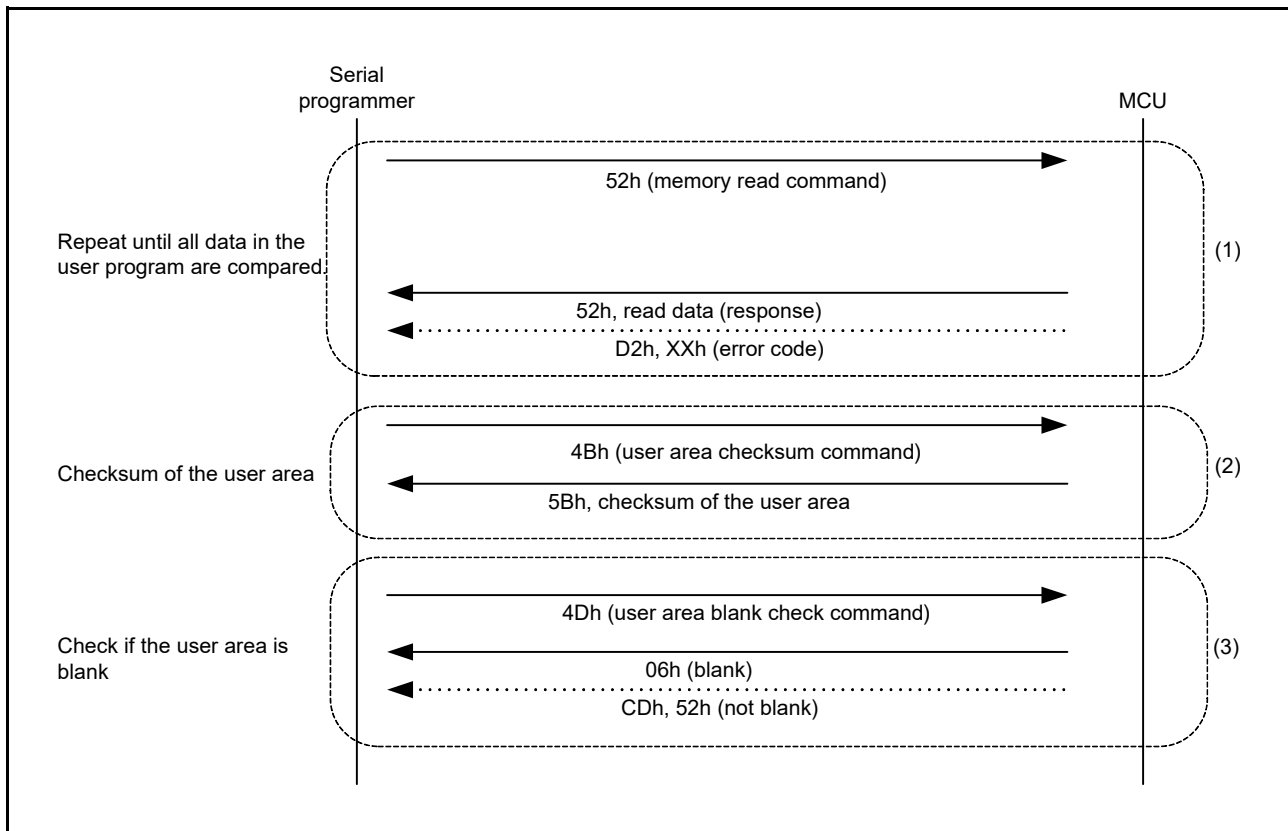 Serial
programmer
MCU
52h (memory read command)
Repeat until all data in the
user program are compared.
(1)
52h, read data (response)
D2h, XXh (error code)
4Bh (user area checksum command)
Checksum of the user area
(2)
5Bh, checksum of the user area
4Dh (user area blank check command)
Check if the user area is
blank
(3)
06h (blank)
CDh, 52h (not blank)